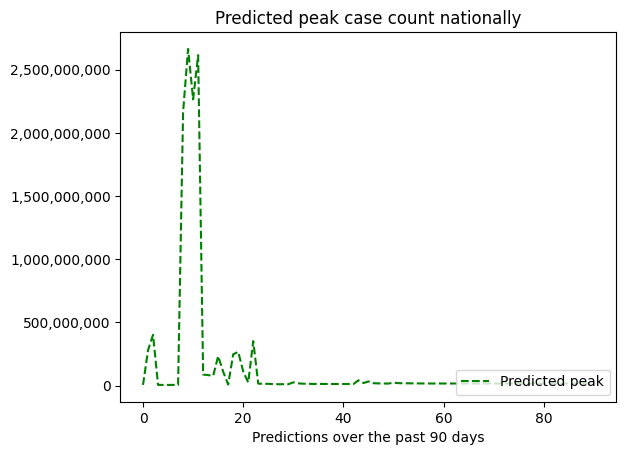 Predicted peak case count nationally
2,500,000,000
2,000,000,000
1,500,000,000
1,000,000,000
500,000,000
0
Predicted peak
0 20 40 60 80
Predictions over the past 90 days